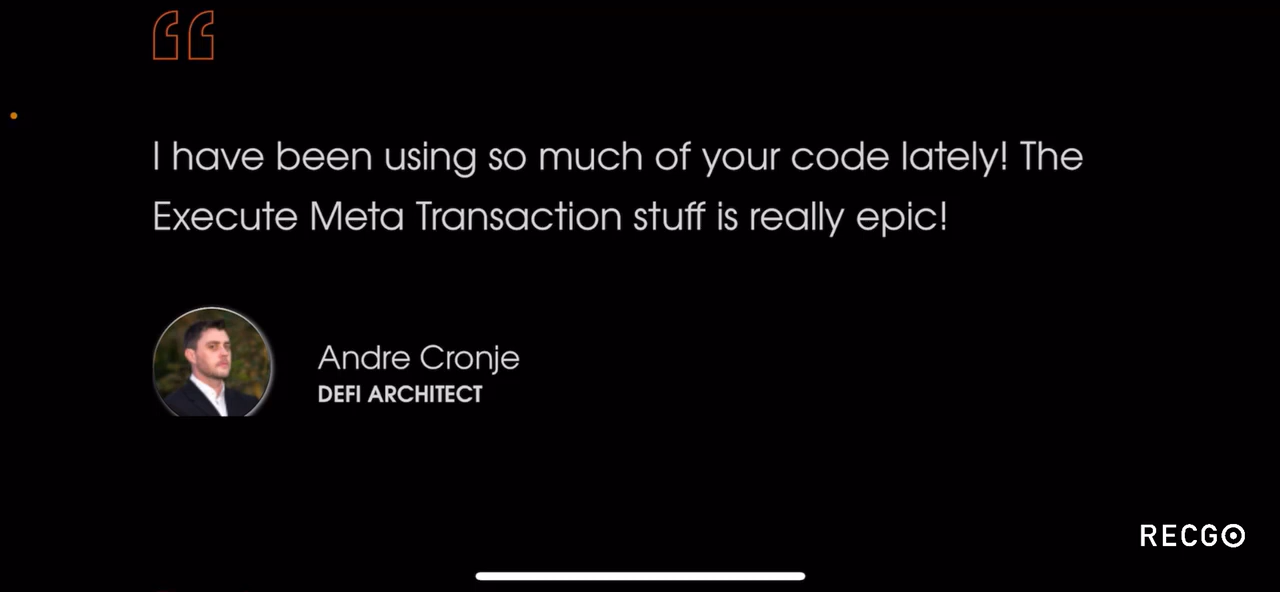 I have been using so much of your code lately! The
Execute Meta Transaction stuff is really epic!
Andre Cronje
DEFI ARCHITECT
RECGO